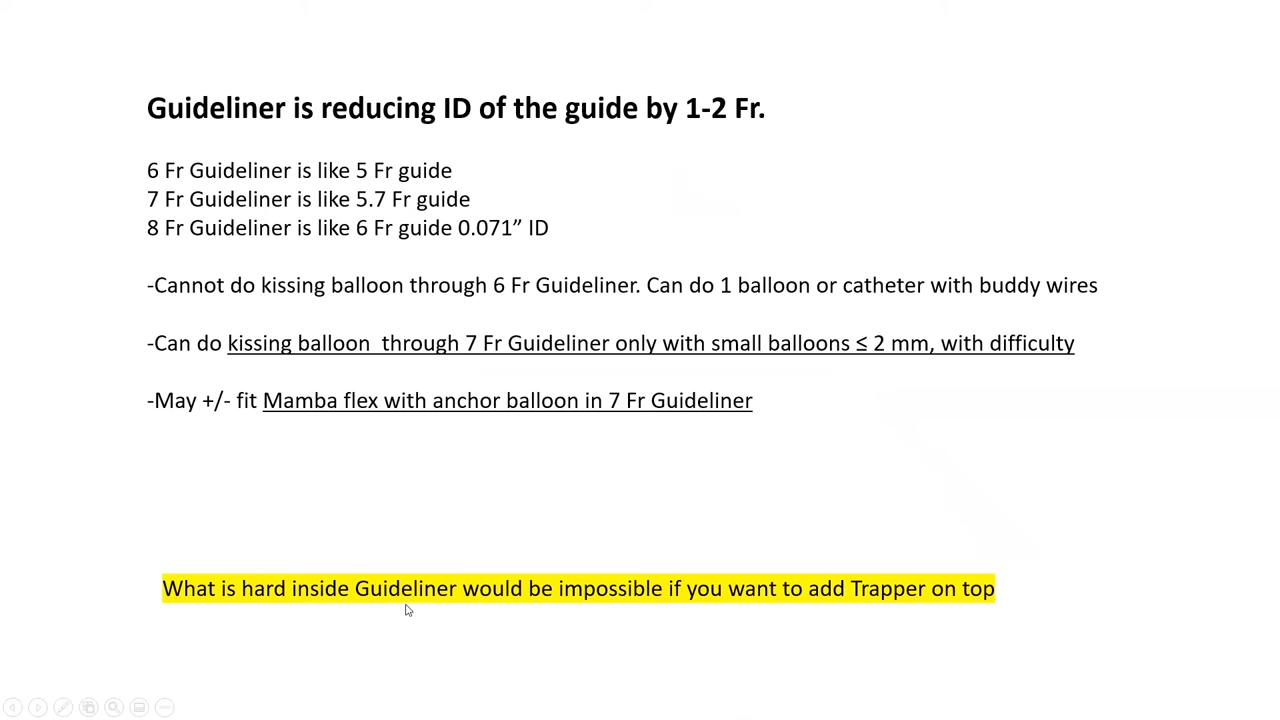 Guideliner is reducing ID of the guide by 1-2 Fr.
6 Fr Guideliner is like 5 Fr guide
7 Fr Guideliner is like 5.7 Fr guide
8 Fr Guideliner is like 6 Fr guide 0.071” ID
-Cannot do kissing balloon through 6 Fr Guideliner. Can do 1 balloon or catheter with buddy wires
-Can do kissing balloon  through 7 Fr Guideliner only with small balloons ≤ 2 mm, with difficulty
-May +/- fit Mamba flex with anchor balloon in 7 Fr Guideliner
What is hard inside Guideliner would be impossible if you want to add Trapper on top